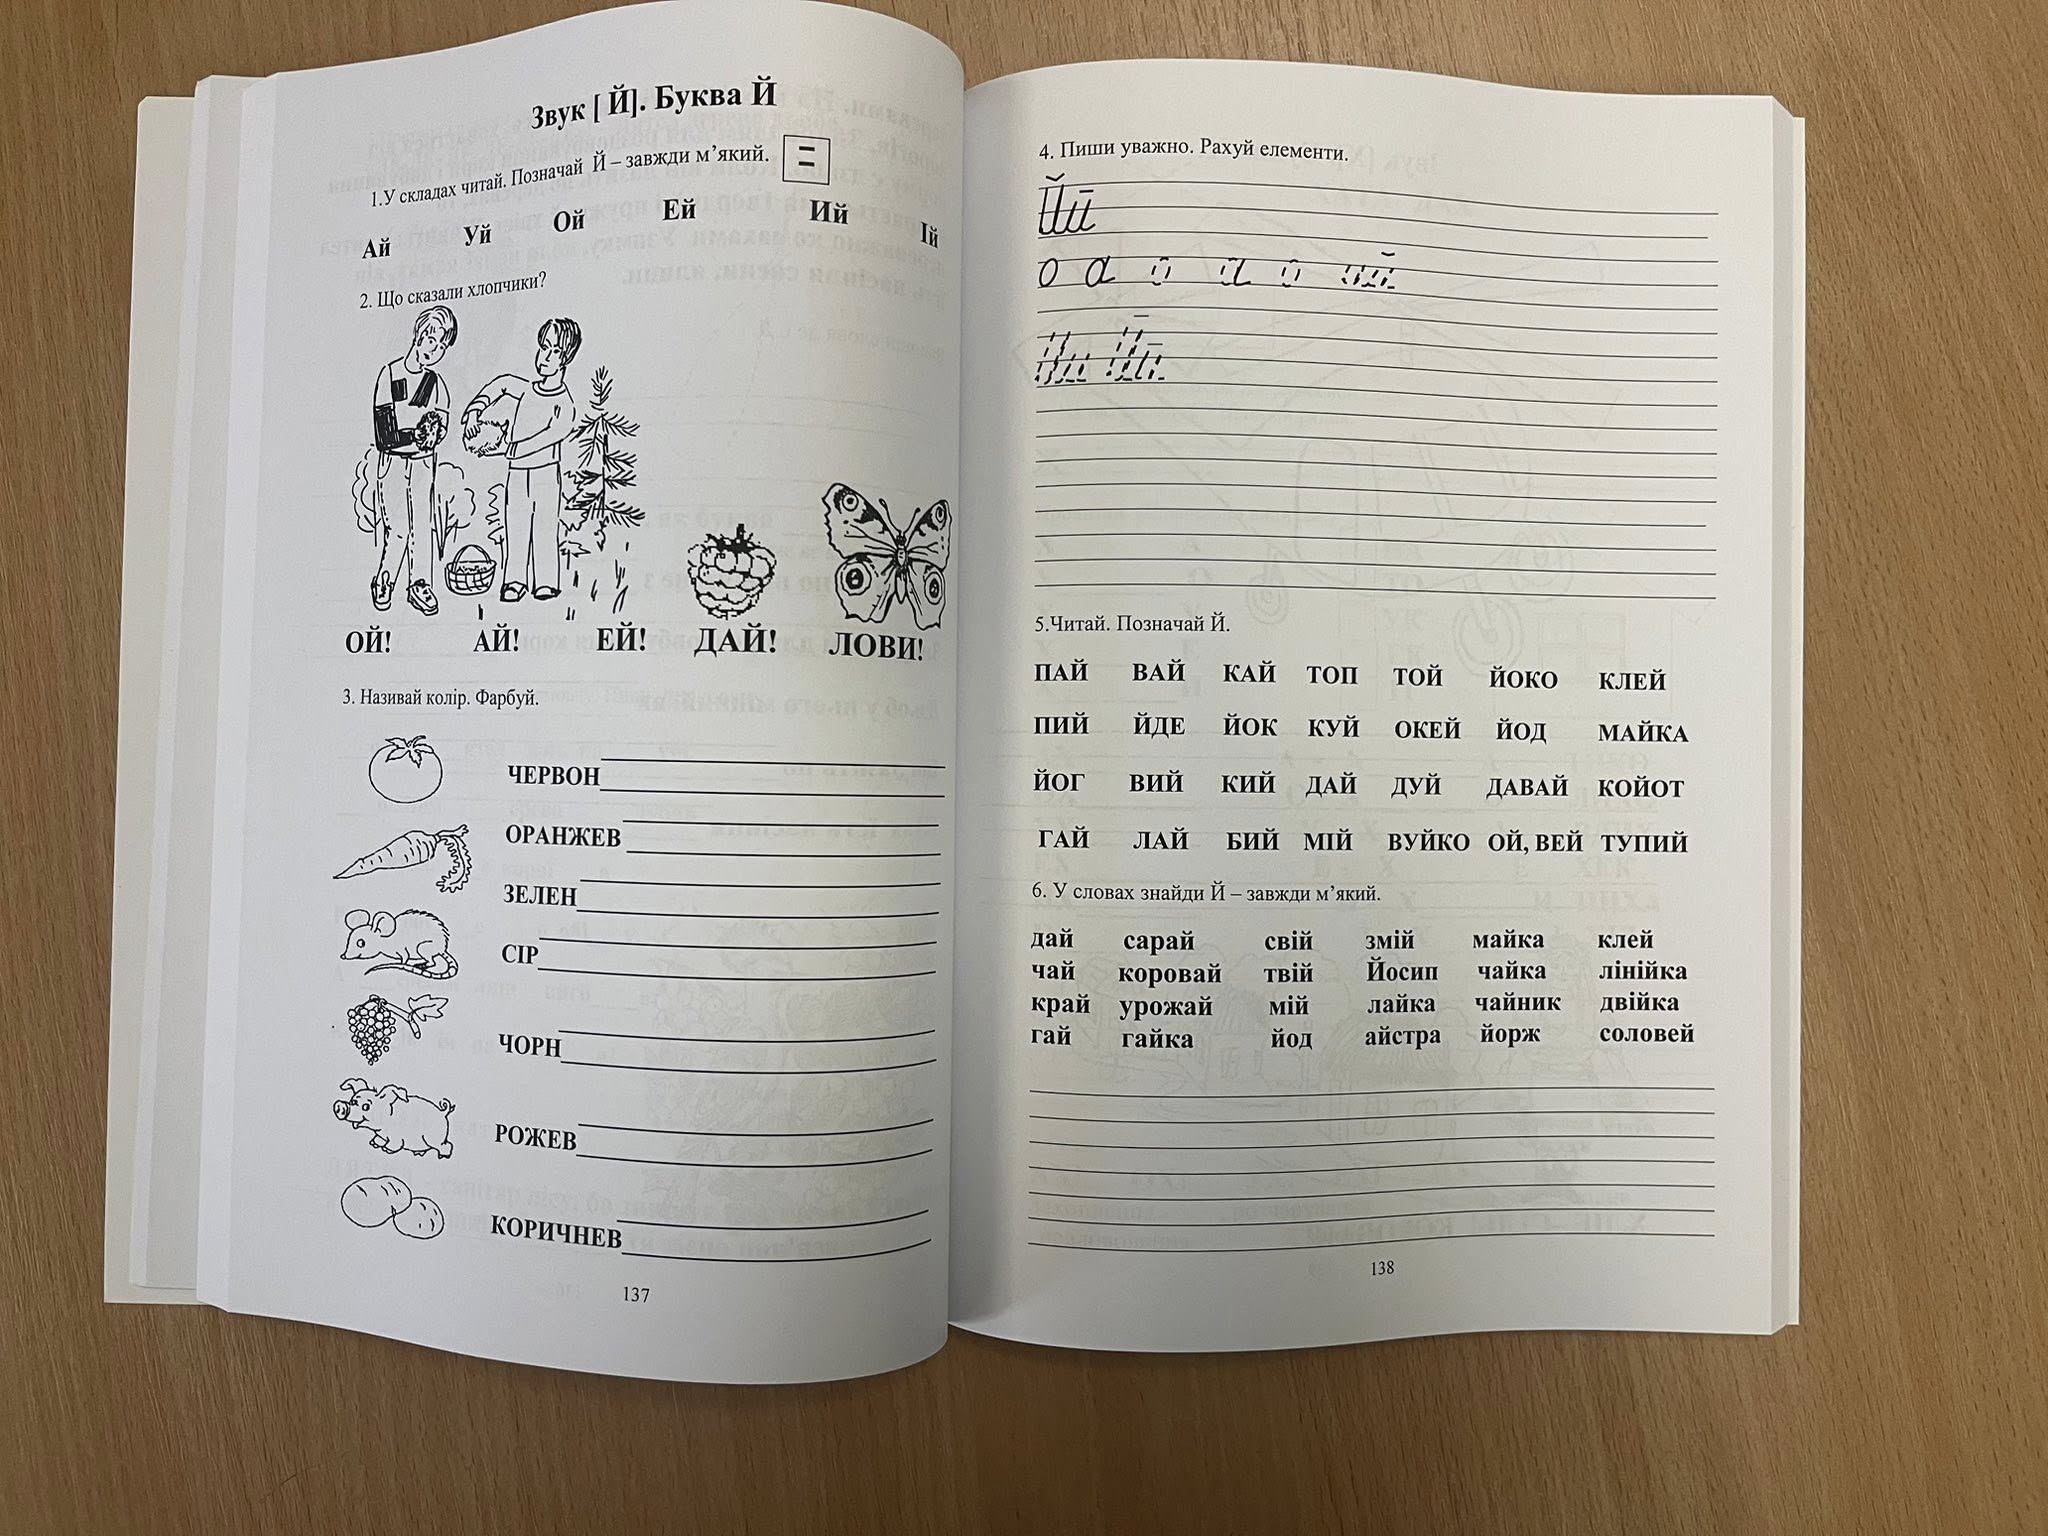 Звук [ Й]. Буква Й
1.У складах читай. Позначай Й – завжди м’який.
Ай Уй Ой Ей Ий Ій
2. Що сказали хлопчики?
ОЙ! АЙ! ЕЙ! ДАЙ! ЛОВИ!
3. Називай колір. Фарбуй.
ЧЕРВОН
ОРАНЖЕВ
ЗЕЛЕН
СІР
ЧОРН
РОЖЕВ
КОРИЧНЕВ
137
4. Пиши уважно. Рахуй елементи.
Йй
о а о а о ий
5.Читай. Позначай Й.
ПАЙ ВАЙ КАЙ ТОП ТОЙ ЙОКО КЛЕЙ
ПИЙ ЙДЕ ЙОК КУЙ ОКЕЙ ЙОД МАЙКА
ЙОГ ВИЙ КИЙ ДАЙ ДУЙ ДАВАЙ КОЙОТ
ГАЙ ЛАЙ БИЙ МІЙ ВУЙКО ОЙ, ВЕЙ ТУПИЙ
6. У словах знайди Й – завжди м’який.
дай сарай свій змій майка клей
чай коровай твій Йосип чайка лінійка
край урожай мій лайка чайник двійка
гай гайка йод айстра йорж соловей
138